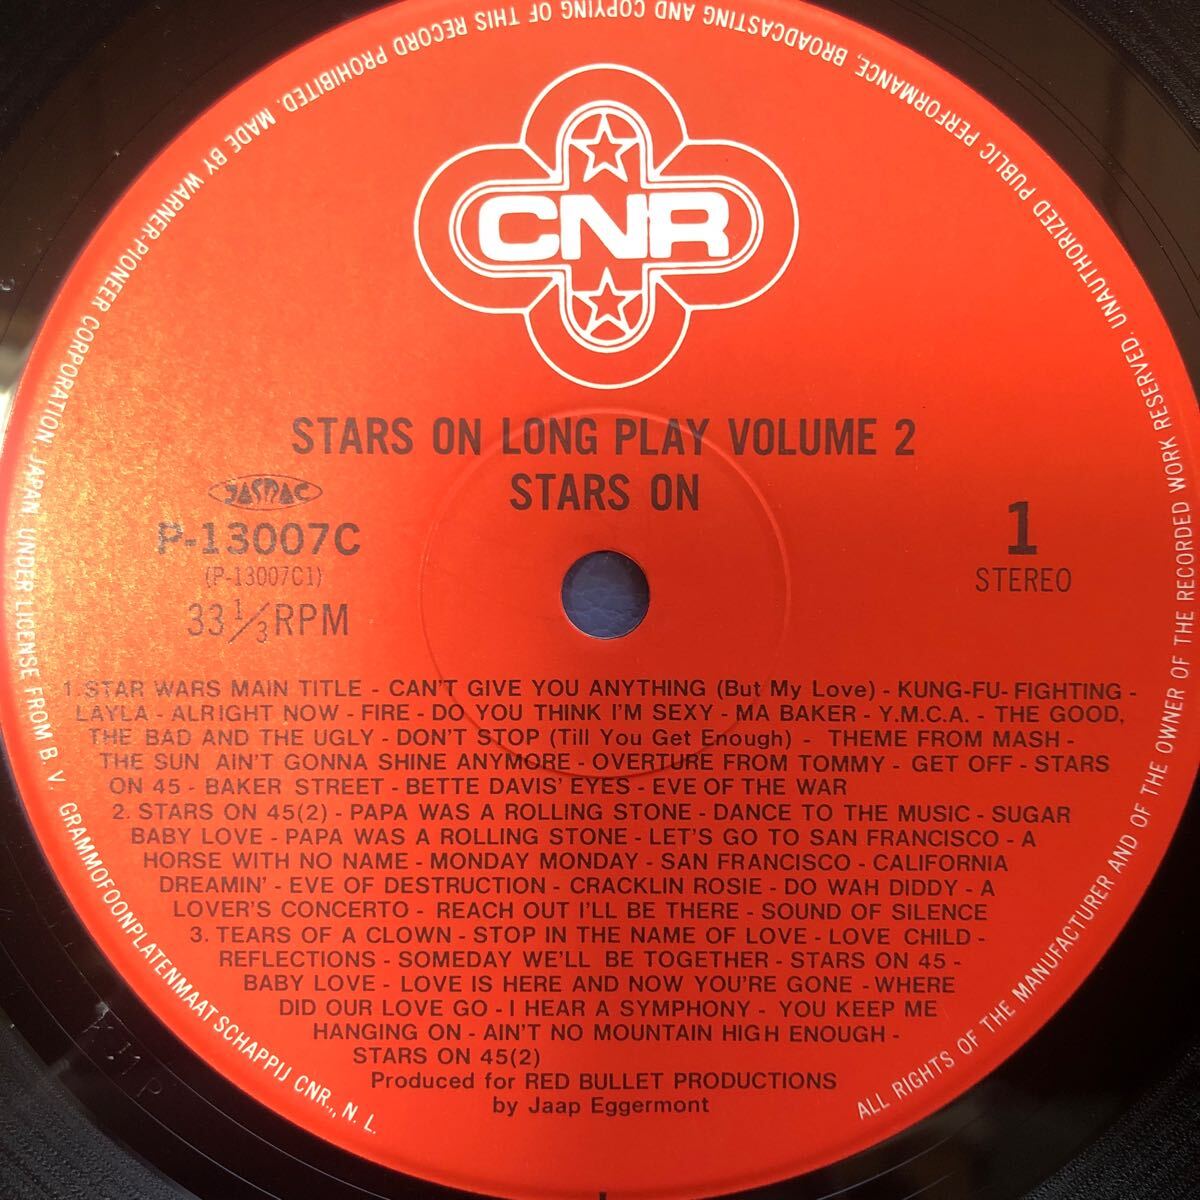 CNR
STARS ON LONG PLAY VOLUME 2
STARS ON
JASRAC
P-13007C
(P-13007C1)
33 1/3 RPM
1
STEREO
1. STAR WARS MAIN TITLE - CAN'T GIVE YOU ANYTHING (But My Love) - KUNG-FU- FIGHTING -
LAYLA - ALRIGHT NOW - FIRE - DO YOU THINK I'M SEXY - MA BAKER - Y.M.C.A. - THE GOOD,
THE BAD AND THE UGLY - DON'T STOP (Till You Get Enough) - THEME FROM MASH -
THE SUN AIN'T GONNA SHINE ANYMORE - OVERTURE FROM TOMMY - GET OFF - STARS
ON 45 - BAKER STREET - BETTE DAVIS' EYES - EVE OF THE WAR
2. STARS ON 45(2) - PAPA WAS A ROLLING STONE - DANCE TO THE MUSIC - SUGAR
BABY LOVE - PAPA WAS A ROLLING STONE - LET'S GO TO SAN FRANCISCO - A
HORSE WITH NO NAME - MONDAY MONDAY - SAN FRANCISCO - CALIFORNIA
DREAMIN' - EVE OF DESTRUCTION - CRACKLIN ROSIE - DO WAH DIDDY - A
LOVER'S CONCERTO - REACH OUT I'LL BE THERE - SOUND OF SILENCE
3. TEARS OF A CLOWN - STOP IN THE NAME OF LOVE - LOVE CHILD -
REFLECTIONS - SOMEDAY WE'LL BE TOGETHER - STARS ON 45 -
BABY LOVE - LOVE IS HERE AND NOW YOU'RE GONE - WHERE
DID OUR LOVE GO - I HEAR A SYMPHONY - YOU KEEP ME
HANGING ON - AIN'T NO MOUNTAIN HIGH ENOUGH -
STARS ON 45(2)
Produced for RED BULLET PRODUCTIONS
by Jaap Eggermont
ALL RIGHTS OF THE MANUFACTURER AND OF THE OWNER OF THE RECORDED WORK RESERVED. UNAUTHORIZED PUBLIC PERFORMANCE, BROADCASTING AND COPYING OF THIS RECORD PROHIBITED. MADE BY WARNER-PIONEER CORPORATION, JAPAN, UNDER LICENSE FROM B. V. GRAMMOFOONPLATENMAATSCHAPPIJ CNR., N. L.